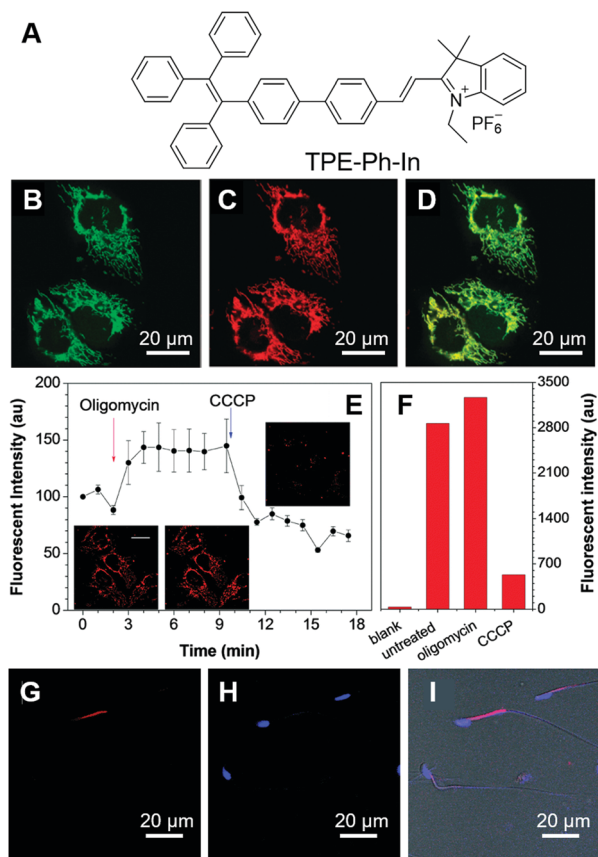 A
N
+
PF6−
TPE-Ph-In
B
20 µm
C
20 µm
D
20 µm
E
Fluorescent Intensity (au)
200
150
100
50
0
Oligomycin
CCCP
0
3
6
9
12
15
18
Time (min)
F
3500
2800
2100
1400
700
0
Fluorescent intensity (au)
blank
untreated
oligomycin
CCCP
G
20 µm
H
20 µm
I
20 µm